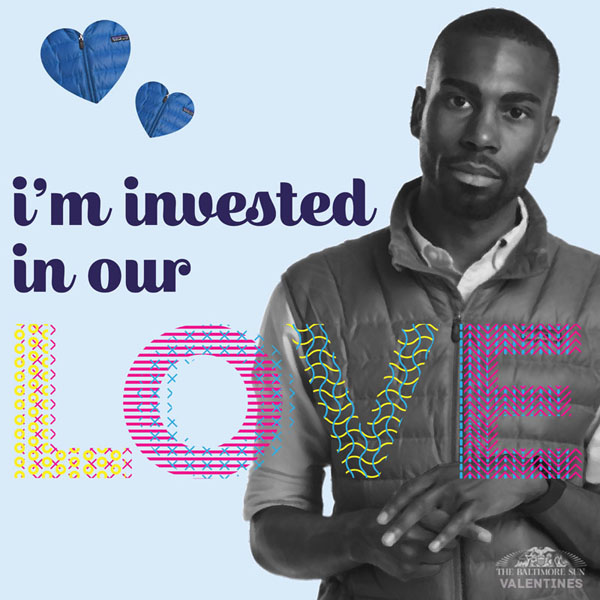 i'm invested
in our
LOVE
THE BALTIMORE SUN
VALENTINES